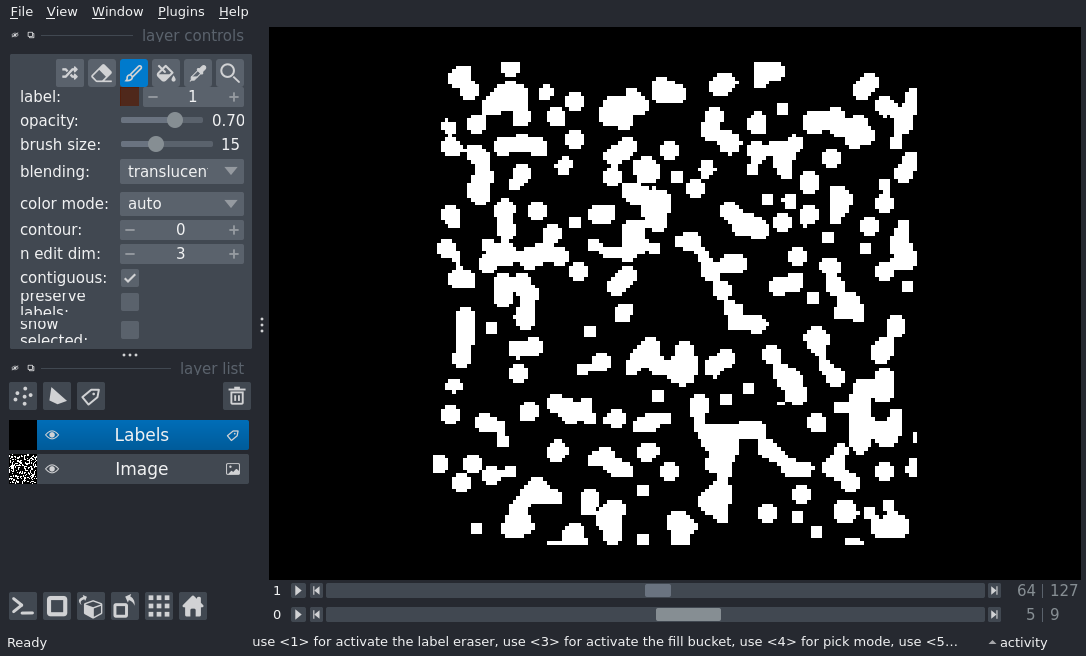 File View Window Plugins Help
layer controls
label: 1
opacity: 0.70
brush size: 15
blending: translucen
color mode: auto
contour: 0
n edit dim: 3
contiguous:
preserve
labels:
show
selected:
layer list
Labels
Image
1 64 127
0 5 9
Ready use <1> for activate the label eraser, use <3> for activate the fill bucket, use <4> for pick mode, use <5... activity